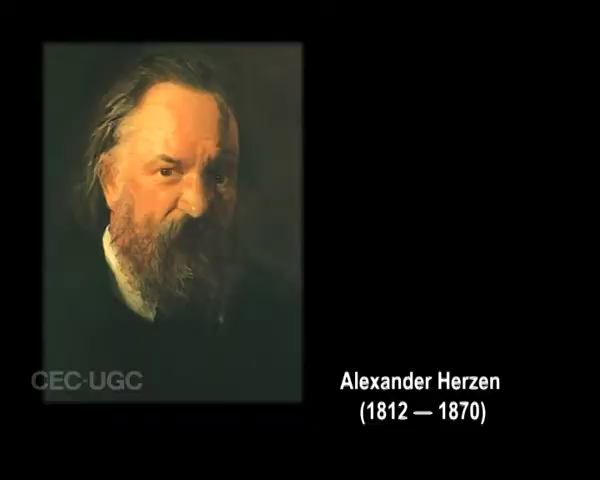 CEC-UGC
Alexander Herzen
(1812 — 1870)